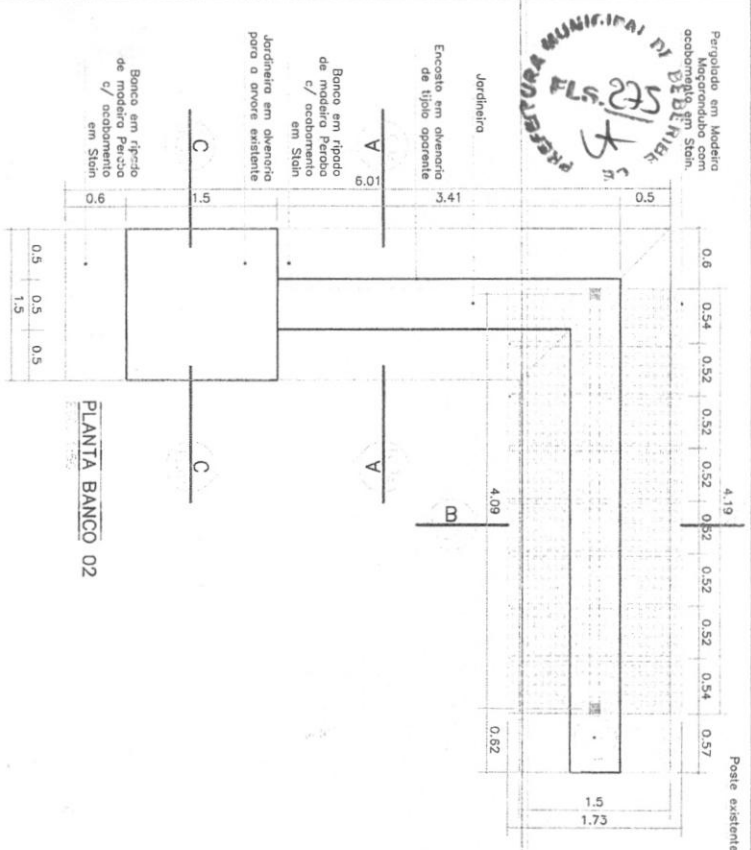 Pergolado em Madeira
Maçaranduba com
acabamento em Stain.
PREFEITURA MUNICIPAL DE BEBERIBE CE
FLS. 275
Jardineira
Encosto em alvenaria
de tijolo aparente
Banco em ripado
de madeira Peroba
c/ acabamento
em Stain
Jardineira em alvenaria
para a arvore existente
Banco em ripado
de madeira Peroba
c/ acabamento
em Stain
Poste existente
0.6
1.5
6.01
3.41
0.5
0.5
0.5
0.5
1.5
0.6
0.54
0.52
0.52
0.52
0.52
0.52
0.52
0.54
0.57
4.19
4.09
0.62
1.5
1.73
A
A
B
C
C
PLANTA BANCO 02